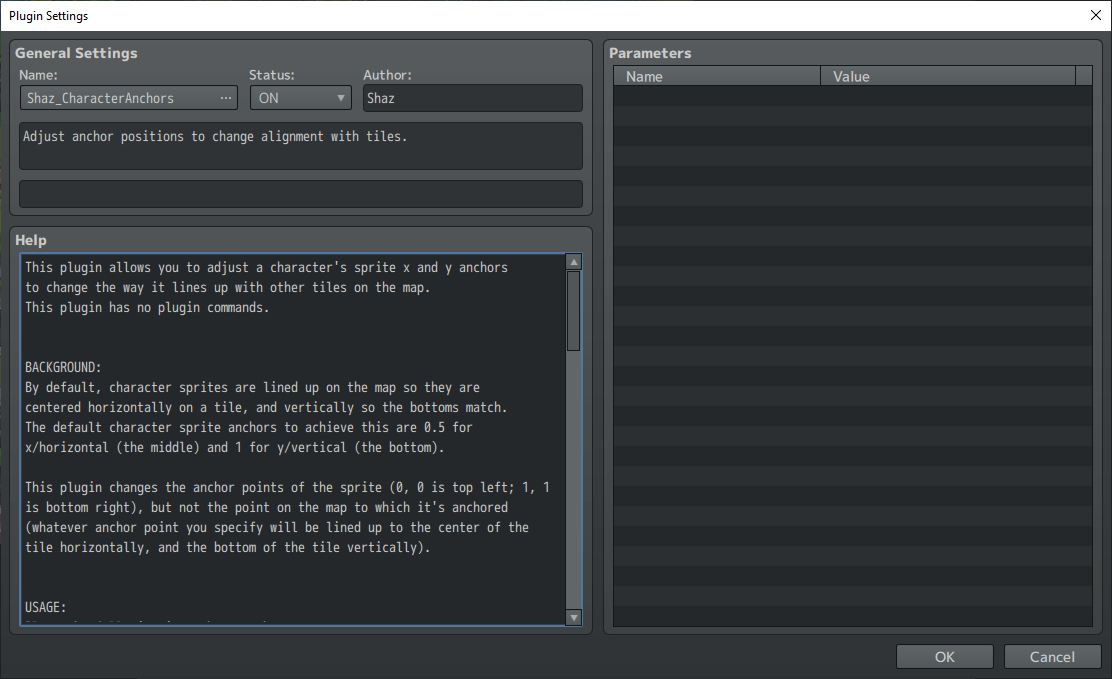 Plugin Settings
General Settings
Name:
Status:
Author:
Shaz_CharacterAnchors
...
ON
Shaz
Adjust anchor positions to change alignment with tiles.
Help
This plugin allows you to adjust a character's sprite x and y anchors
to change the way it lines up with other tiles on the map.
This plugin has no plugin commands.
BACKGROUND:
By default, character sprites are lined up on the map so they are
centered horizontally on a tile, and vertically so the bottoms match.
The default character sprite anchors to achieve this are 0.5 for
x/horizontal (the middle) and 1 for y/vertical (the bottom).
This plugin changes the anchor points of the sprite (0, 0 is top left; 1, 1
is bottom right), but not the point on the map to which it's anchored
(whatever anchor point you specify will be lined up to the center of the
tile horizontally, and the bottom of the tile vertically).
USAGE:
Parameters
Name
Value
OK
Cancel